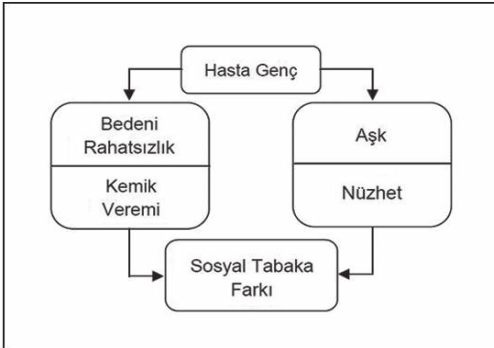 Hasta Genç
Bedeni
Rahatsızlık
Kemik
Veremi
Aşk
Nüzhet
Sosyal Tabaka
Farkı